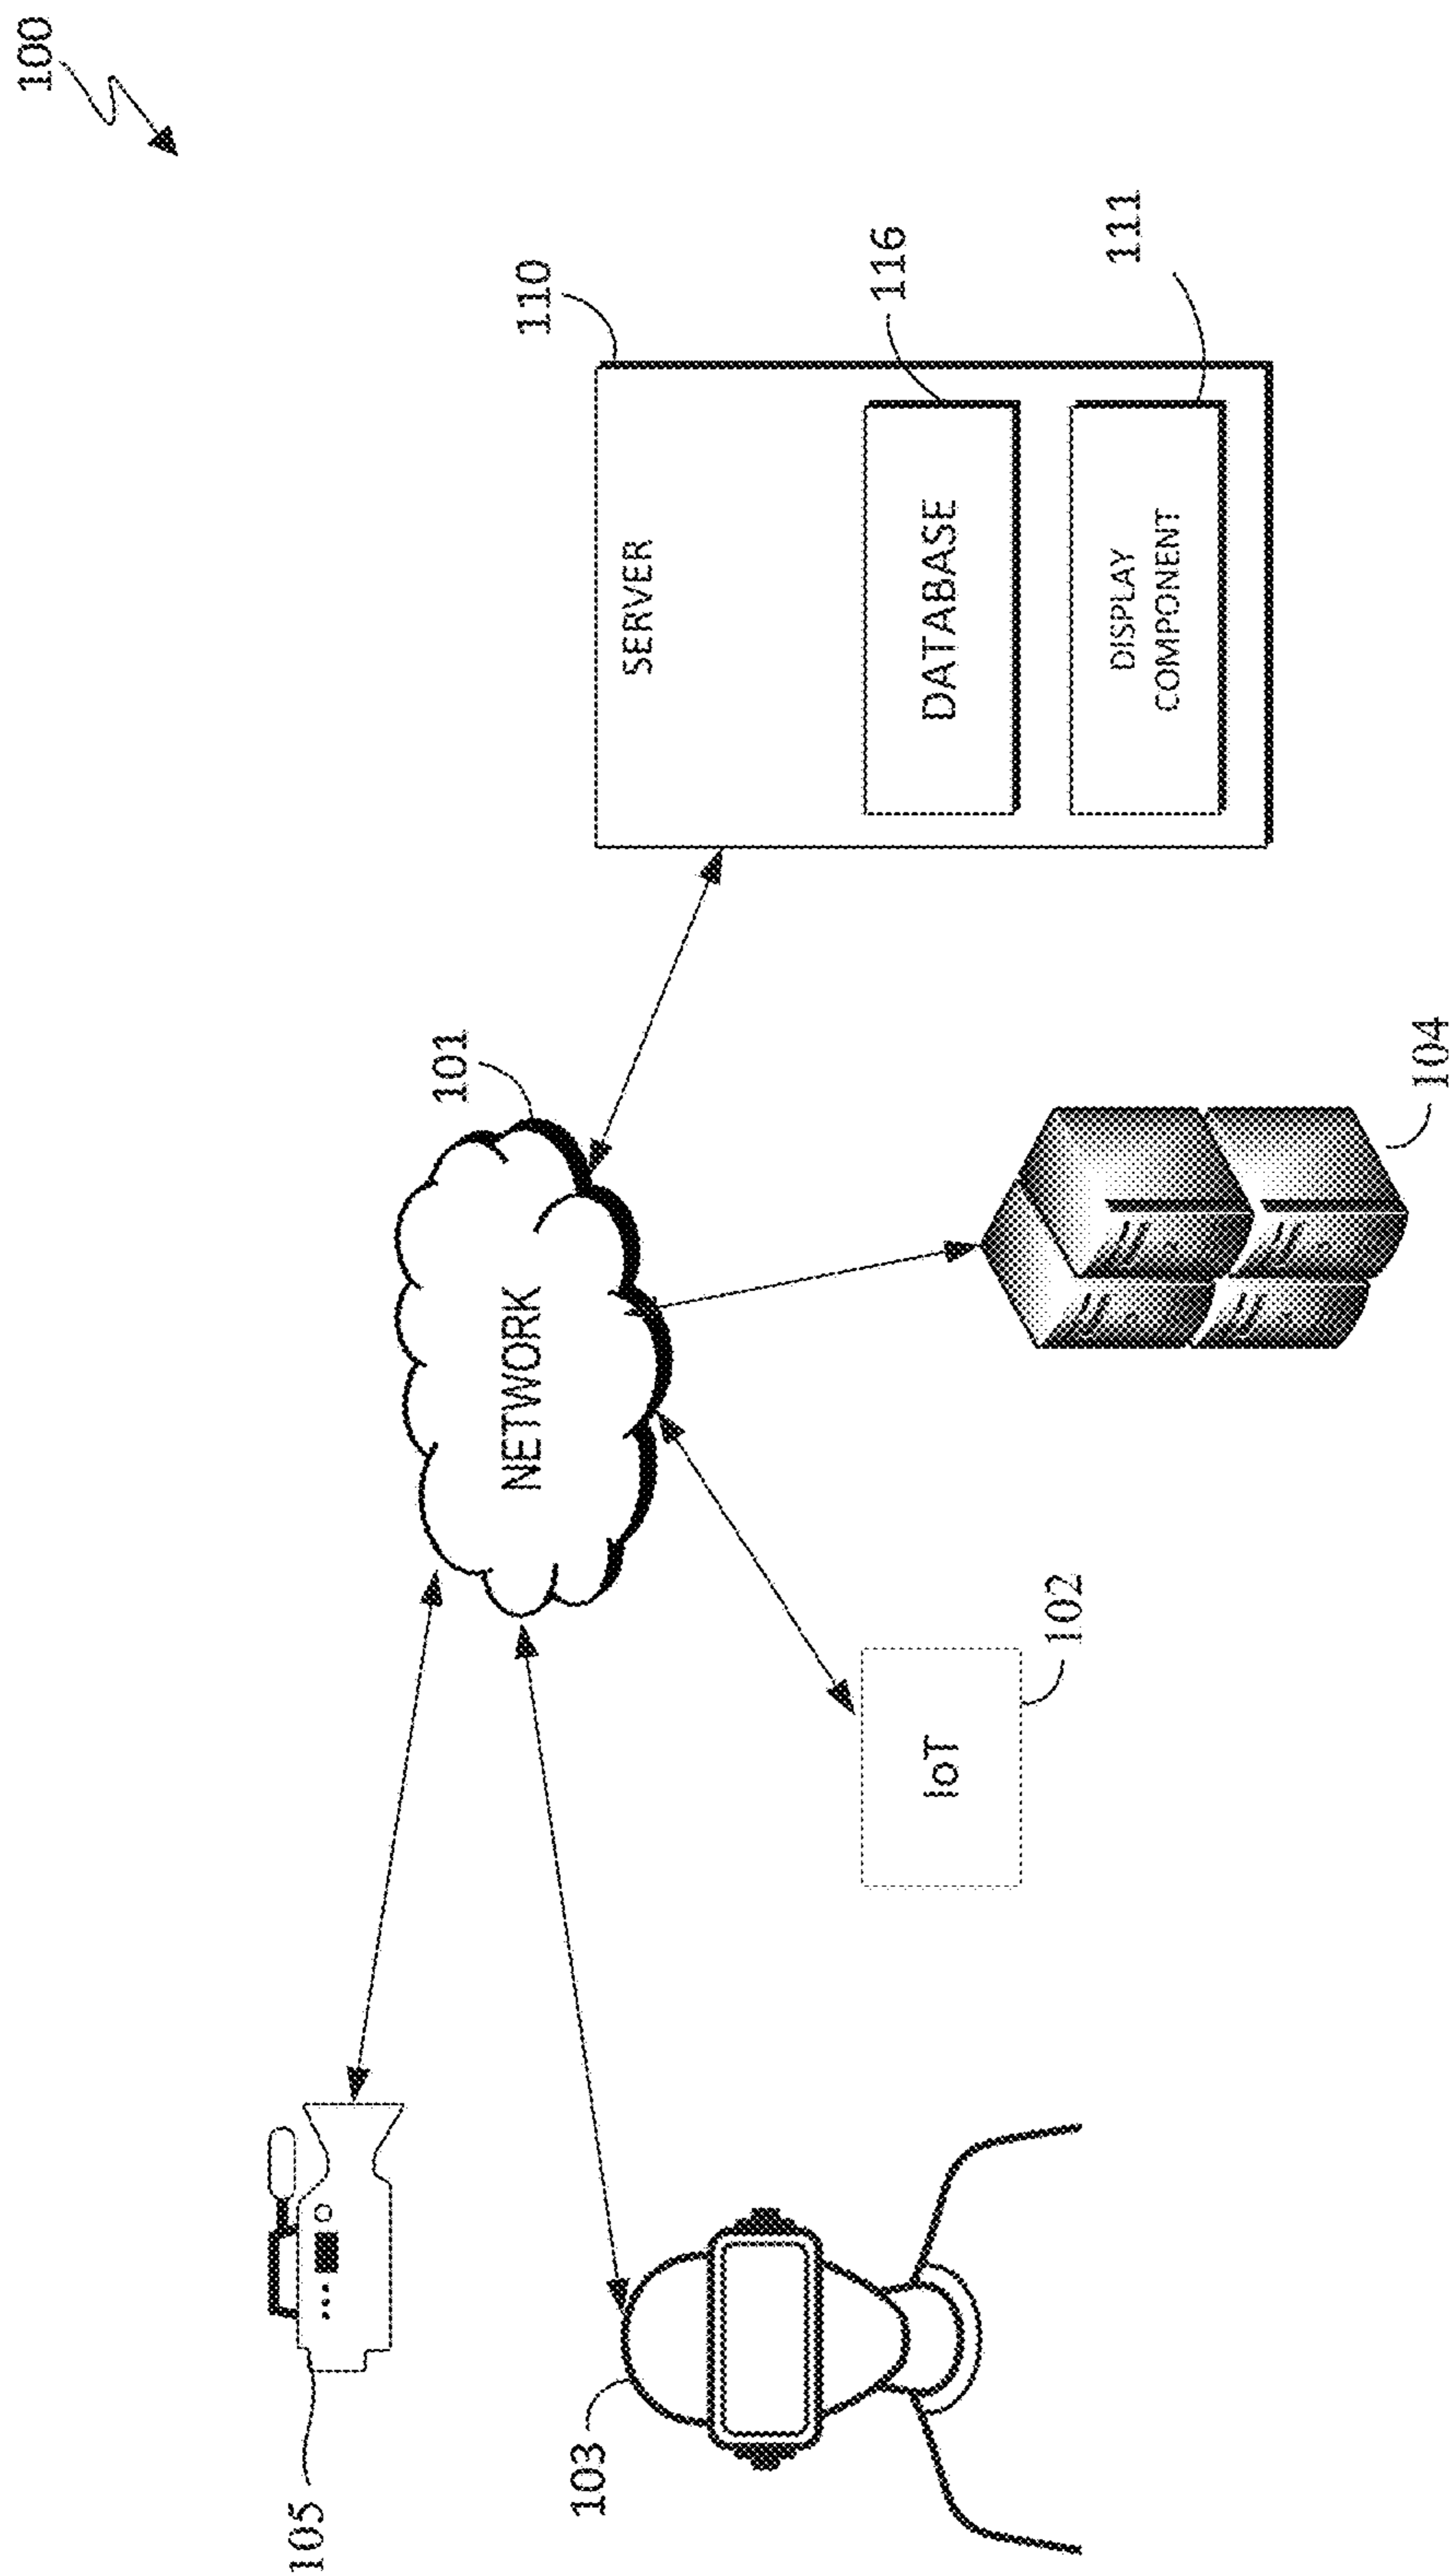 100
105
101
NETWORK
110
SERVER
116
DATABASE
111
DISPLAY
COMPONENT
103
IoT
102
104